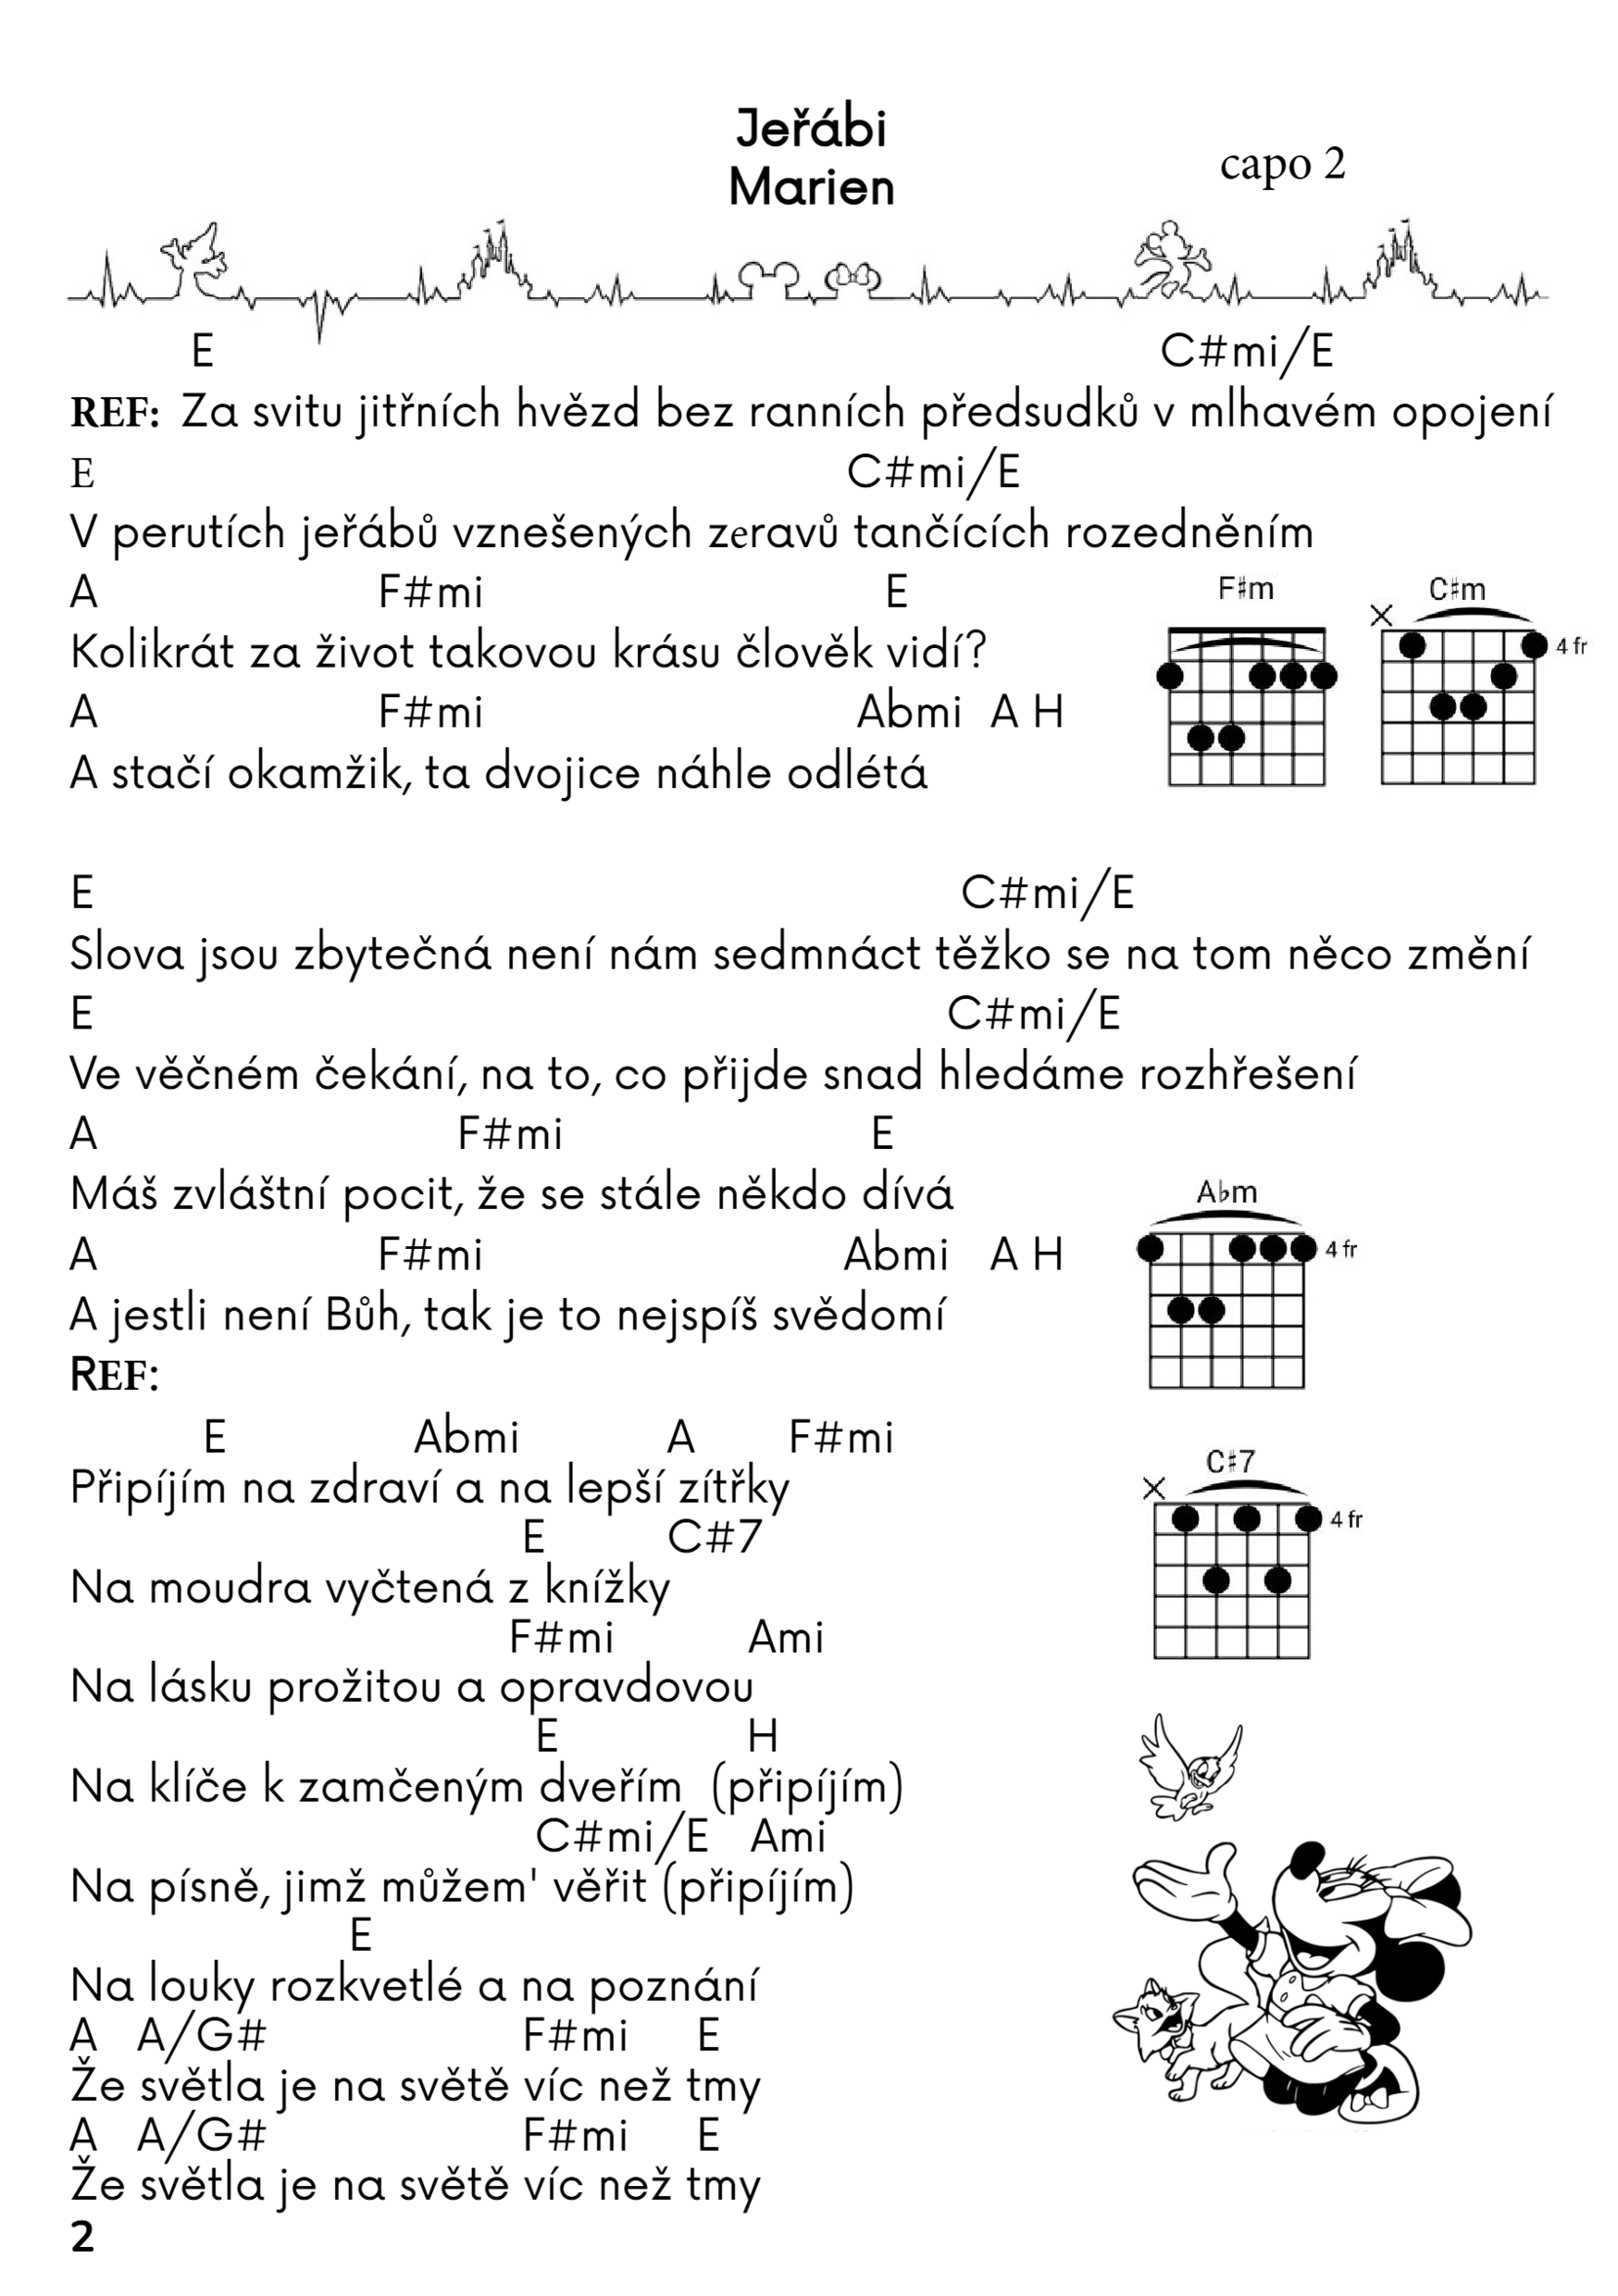 Jeřábi
Marien
capo 2
E C#mi/E
REF: Za svitu jitřních hvězd bez ranních předsudků v mlhavém opojení
E C#mi/E
V perutích jeřábů vznešených zeravů tančících rozedněním
A F#mi E
Kolikrát za život takovou krásu člověk vidí?
F♯m C♯m
4 fr
A F#mi Abmi A H
A stačí okamžik, ta dvojice náhle odlétá
E C#mi/E
Slova jsou zbytečná není nám sedmnáct těžko se na tom něco změní
E C#mi/E
Ve věčném čekání, na to, co přijde snad hledáme rozhřešení
A F#mi E
Máš zvláštní pocit, že se stále někdo dívá
A♭m
4 fr
A F#mi Abmi A H
A jestli není Bůh, tak je to nejspíš svědomí
REF:
E Abmi A F#mi
Připíjím na zdraví a na lepší zítřky
C♯7
4 fr
E C#7
Na moudra vyčtená z knížky
F#mi Ami
Na lásku prožitou a opravdovou
E H
Na klíče k zamčeným dveřím (připíjím)
C#mi/E Ami
Na písně, jimž můžem' věřit (připíjím)
E
Na louky rozkvetlé a na poznání
A A/G# F#mi E
Že světla je na světě víc než tmy
A A/G# F#mi E
Že světla je na světě víc než tmy
2